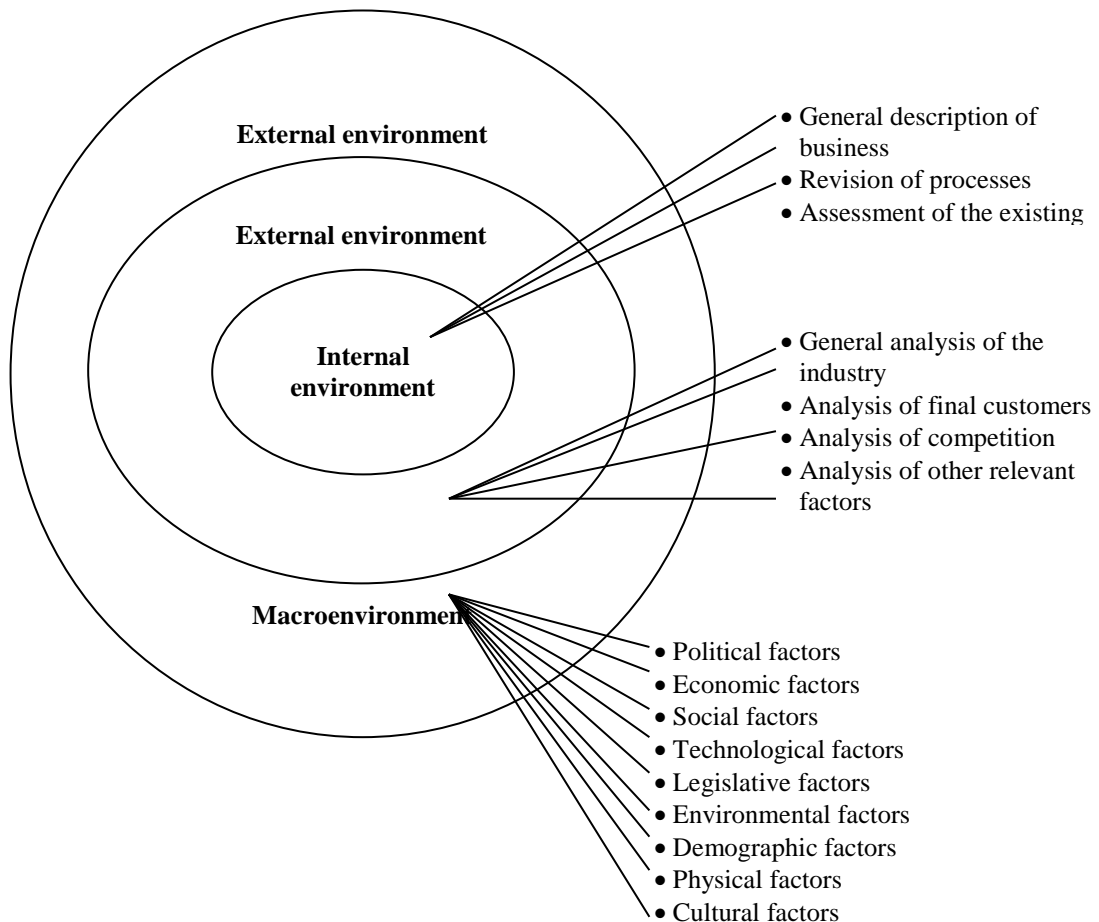 External environment
External environment
Internal
environment
Macroenvironment
• General description of
business
• Revision of processes
• Assessment of the existing
• General analysis of the
industry
• Analysis of final customers
• Analysis of competition
• Analysis of other relevant
factors
• Political factors
• Economic factors
• Social factors
• Technological factors
• Legislative factors
• Environmental factors
• Demographic factors
• Physical factors
• Cultural factors